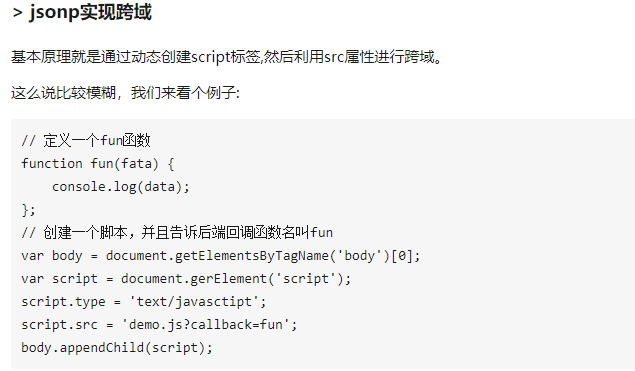 > jsonp实现跨域
基本原理就是通过动态创建script标签,然后利用src属性进行跨域。
这么说比较模糊，我们来看个例子:
// 定义一个fun函数
function fun(fata) {
    console.log(data);
};
// 创建一个脚本，并且告诉后端回调函数名叫fun
var body = document.getElementsByTagName('body')[0];
var script = document.gerElement('script');
script.type = 'text/javasctipt';
script.src = 'demo.js?callback=fun';
body.appendChild(script);